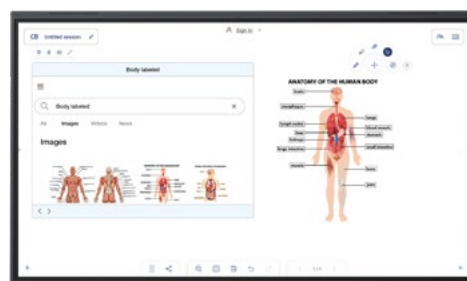 Untitled session
Sign in
Body labeled
Body labeled
All Images Videos News
Images
ANATOMY OF THE HUMAN BODY
brain
esophagus
lungs
lymph nodes
blood vessels
liver
stomach
kidneys
large intestine
small intestine
muscle
bone
joint